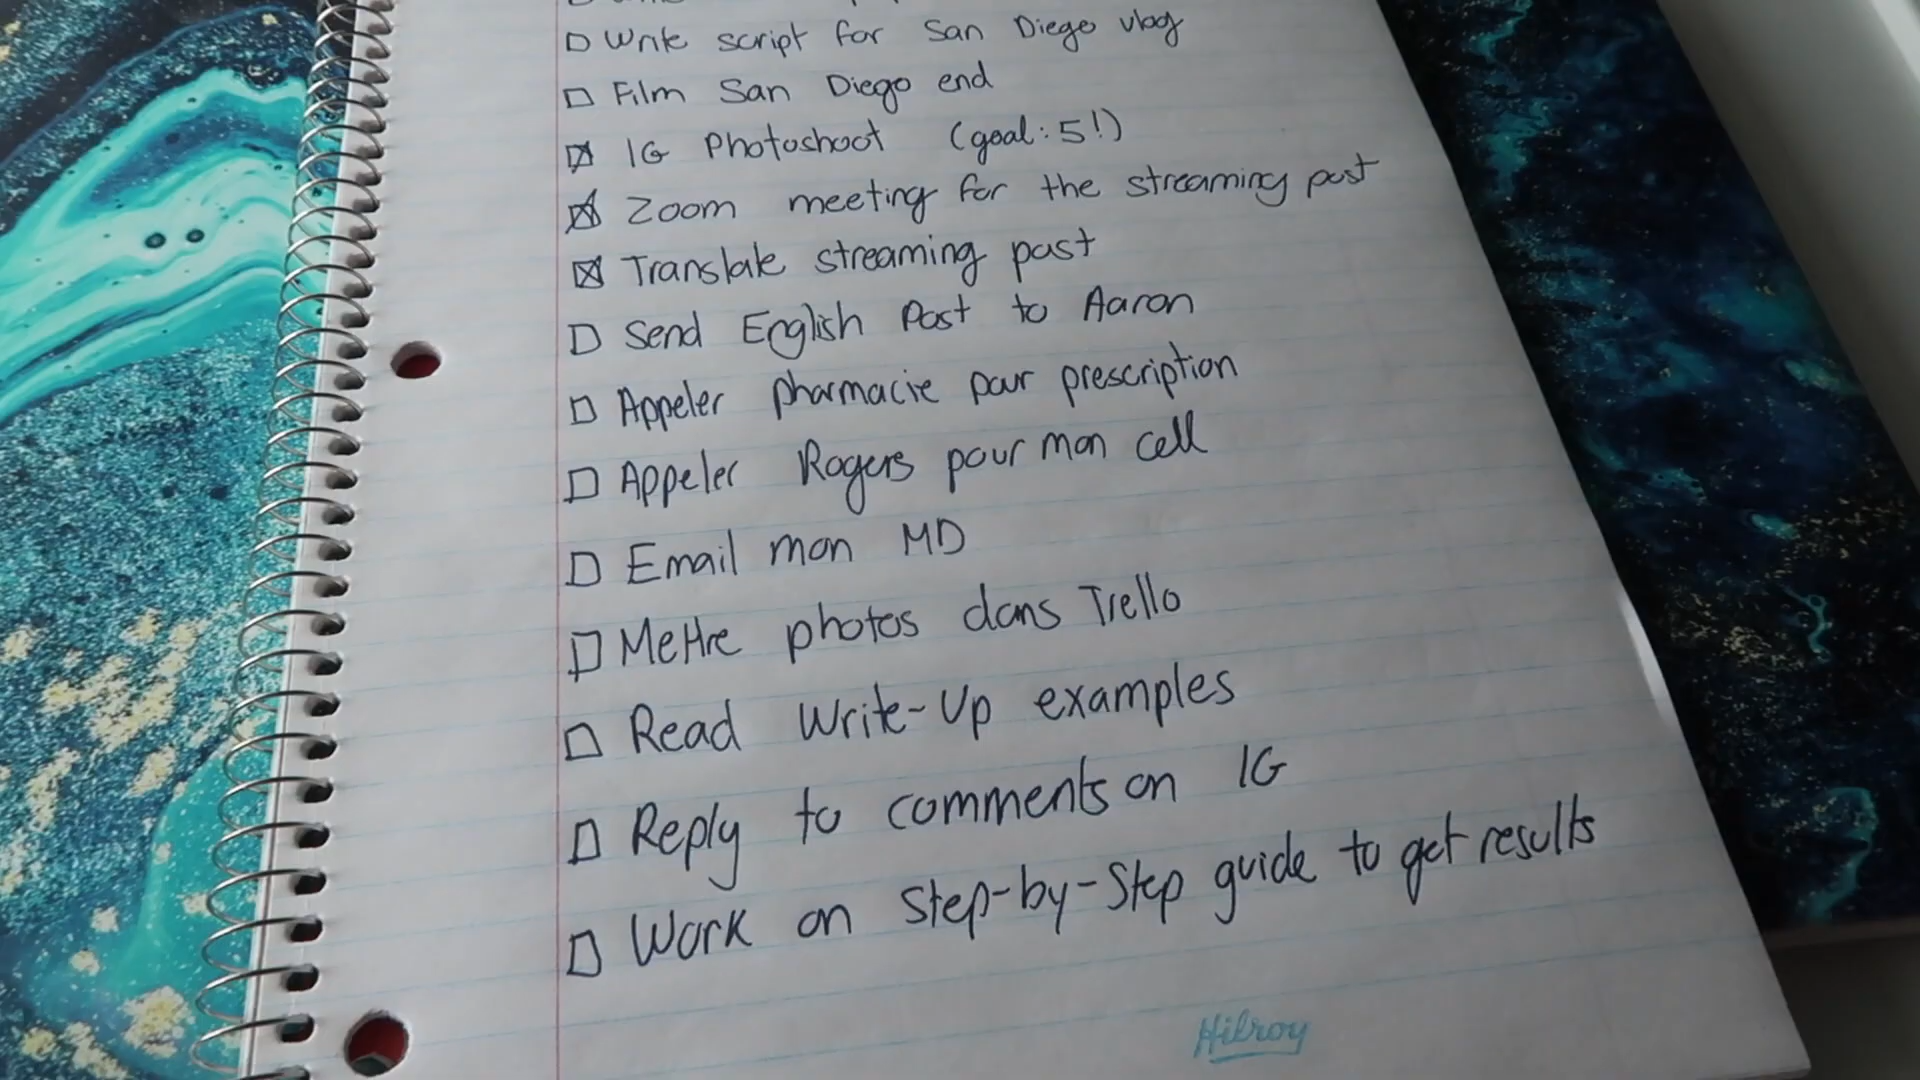 Write script for San Diego vlog
Film San Diego end
IG Photoshoot (goal: 5!)
Zoom meeting for the streaming post
Translate streaming post
Send English Post to Aaron
Appeler pharmacie pour prescription
Appeler Rogers pour mon cell
Email mon MD
Mettre photos dans Trello
Read Write-Up examples
Reply to comments on IG
Work on Step-by-Step guide to get results
Hilroy